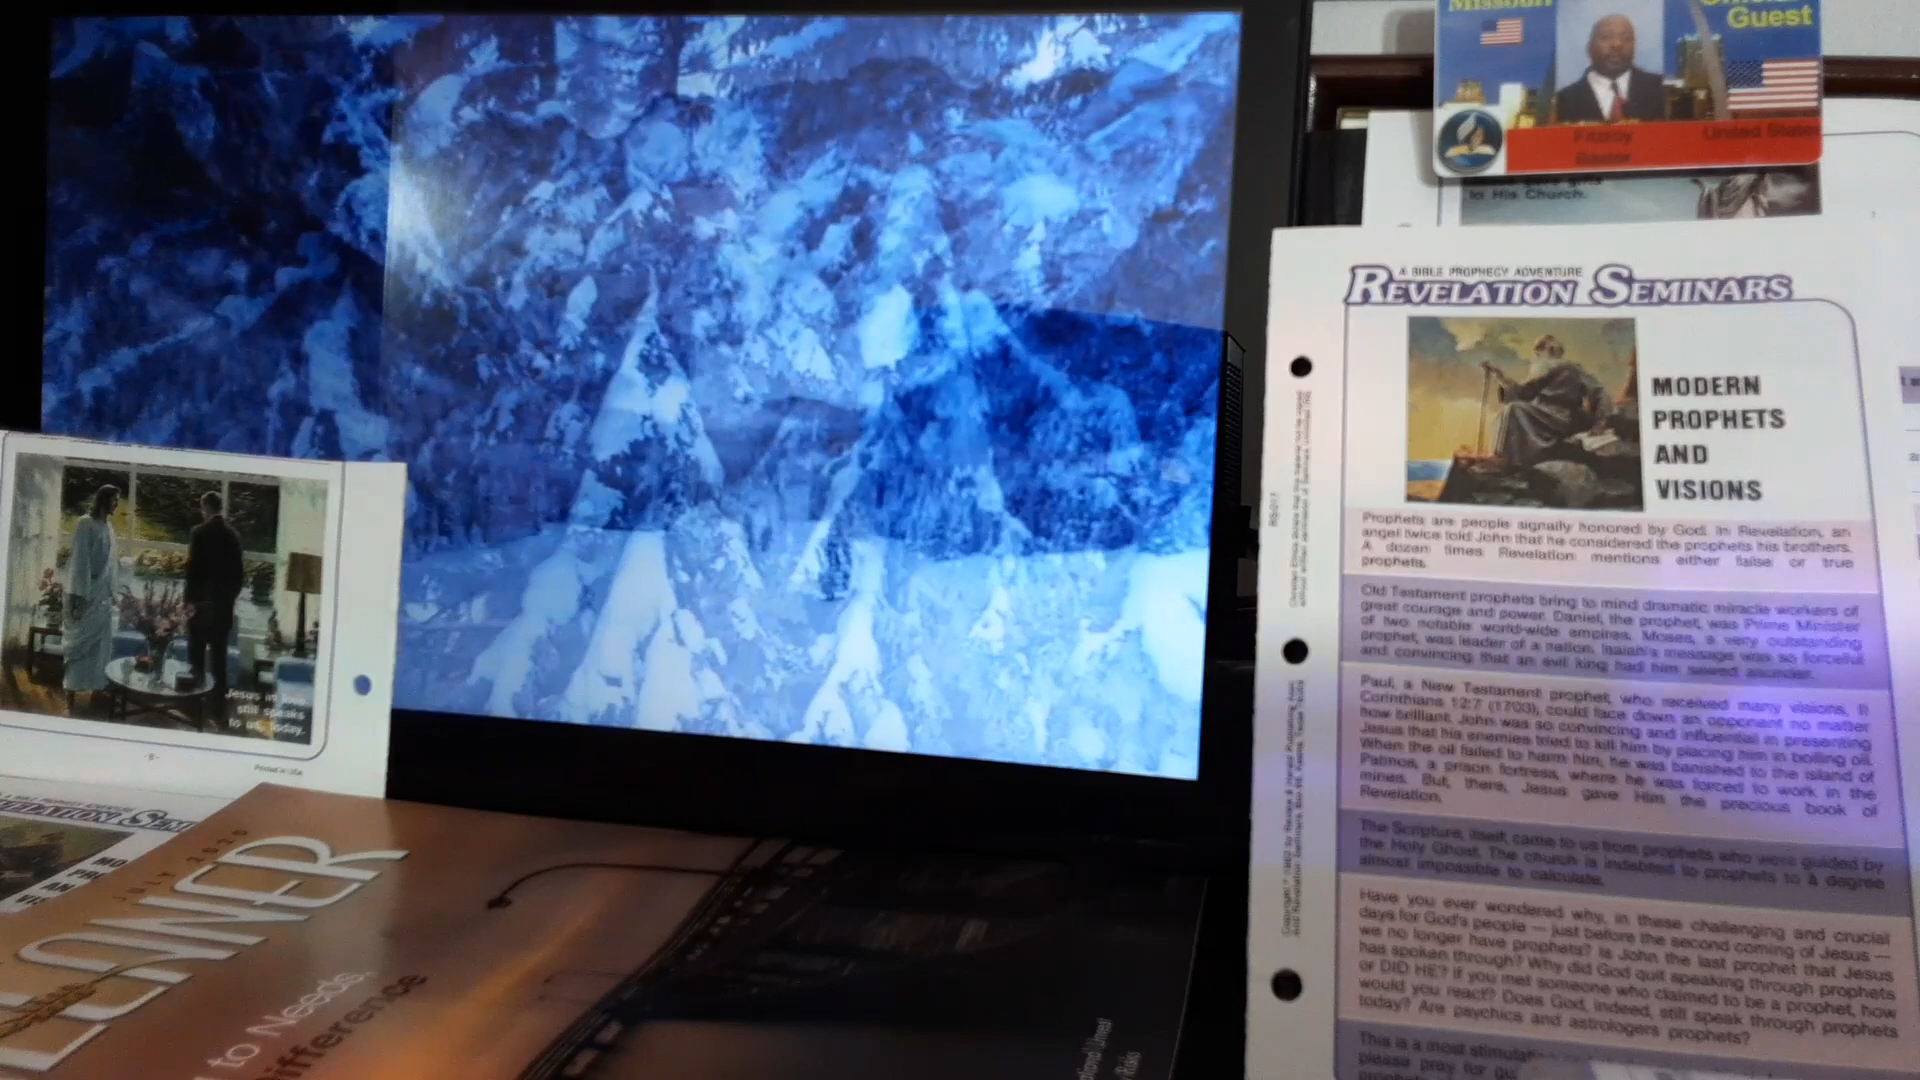 Missouri
Official
Guest
Fitzroy
United States
to His Church.
A BIBLE PROPHECY ADVENTURE
REVELATION SEMINARS
MODERN
PROPHETS
AND
VISIONS
Prophets are people signally honored by God. In Revelation, an
angel twice told John that he considered the prophets his brothers.
A dozen times Revelation mentions either false or true
prophets.
Old Testament prophets bring to mind dramatic miracle workers of
great courage and power. Daniel, the prophet, was Prime Minister
of two notable world-wide empires. Moses, a very outstanding
prophet, was leader of a nation. Isaiah's message was so forceful
and convincing that an evil king had him sawed asunder.
Paul, a New Testament prophet, who received many visions, II
Corinthians 12:7 (1703), could face down an opponent no matter
how brilliant. John was so convincing and influential in presenting
Jesus that his enemies tried to kill him by placing him in boiling oil.
When the oil failed to harm him, he was banished to the island of
Patmos, a prison fortress, where he was forced to work in the
mines. But, there, Jesus gave Him the precious book of
Revelation.
The Scripture, itself, came to us from prophets who were guided by
the Holy Ghost. The church is indebted to prophets to a degree
almost impossible to calculate.
Have you ever wondered why, in these challenging and crucial
days for God's people — just before the second coming of Jesus —
we no longer have prophets? Is John the last prophet that Jesus
has spoken through? Why did God quit speaking through prophets
or DID HE? If you met someone who claimed to be a prophet, how
would you react? Does God, indeed, still speak through prophets
today? Are psychics and astrologers prophets?
This is a most
please pray for
Jesus in love
still speaks
to us, today.
- 8 -
Printed in USA
JULY 2020
to Needs,